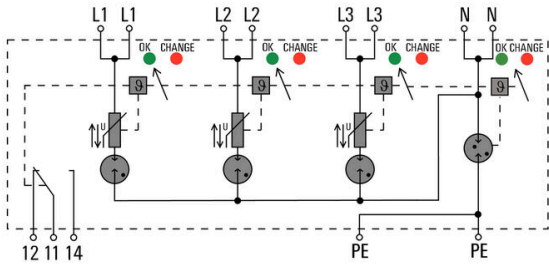 L1 L1 L2 L2 L3 L3 N N
OK CHANGE OK CHANGE OK CHANGE OK CHANGE
ϑ ϑ ϑ ϑ
U U U
12 11 14 PE PE